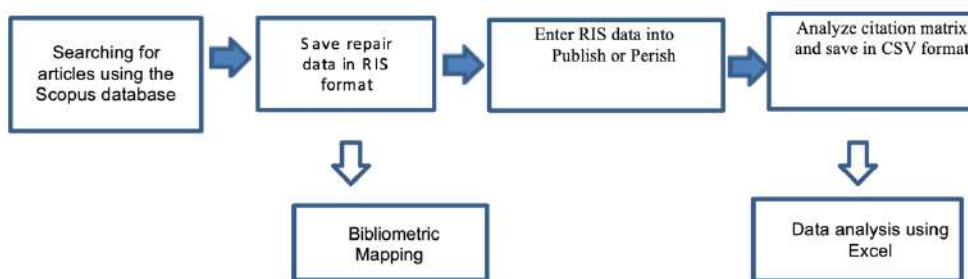 Searching for
articles using the
Scopus database
Save repair
data in RIS
format
Enter RIS data into
Publish or Perish
Analyze citation matrix
and save in CSV format
Bibliometric
Mapping
Data analysis using
Excel